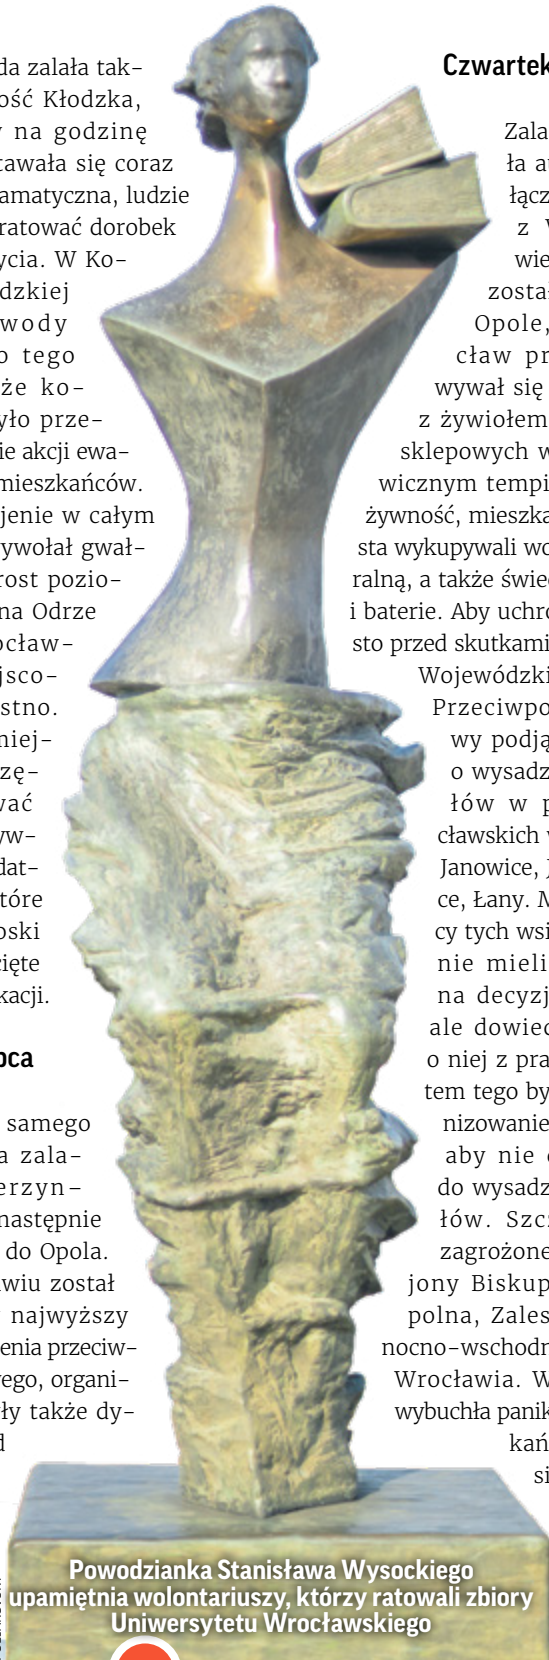 da zalała tak-
ość Kłodzka,
y na godzinę
tawała się coraz
amatyczna, ludzie
ratować dorobek
ycia. W Ko-
dzkiej
wody
o tego
że ko-
yło prze-
ie akcji ewa-
mieszkańców.
jenie w całym
ywołał gwał-
rost pozio-
na Odrze
ocław-
jsco-
stno.
niej-
zę-
wać
yw-
dat-
tóre
oski
cięte
kacji.
pca
samego
a zala-
erzyn-
następnie
do Opola.
wiu został
najwyższy
enia przeciw-
ego, organi-
ły także dy-
d
Czwartek
Zala
ła a
łącz
z W
wie
został
Opole,
cław pr
wywał się
z żywiołem
sklepowych w
wicznym tempi
żywność, mieszka
sta wykupywali wo
ralną, a także świec
i baterie. Aby uchro
sto przed skutkami
Wojewódzki
Przeciwpo
wy podją
o wysadz
łów w p
cławskich w
Janowice, J
ce, Łany. M
cy tych wsi
nie mieli
na decyzj
ale dowied
o niej z pra
tem tego by
nizowanie
aby nie d
do wysadz
łów. Szcz
zagrożone
jony Biskup
polna, Zales
nocno-wschodn
Wrocławia. W
wybuchła panik
kań
si
Powodzianka Stanisława Wysockiego
upamiętnia wolontariuszy, którzy ratowali zbiory
Uniwersytetu Wrocławskiego